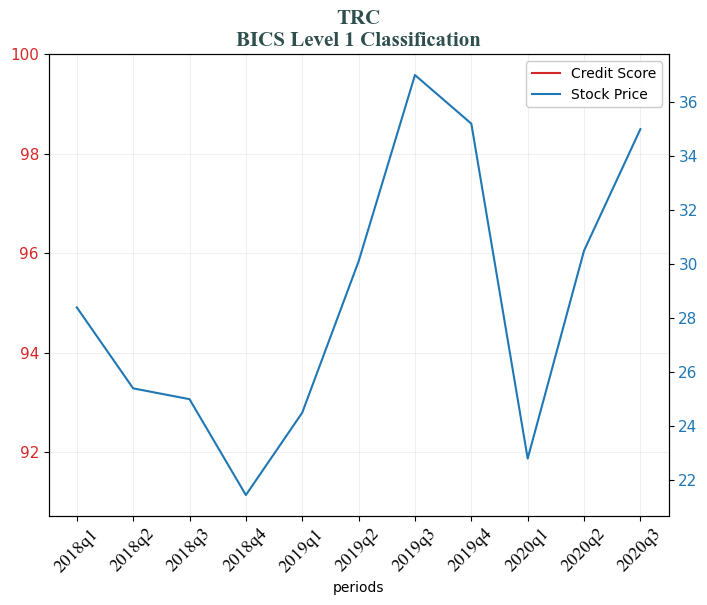 TRC
BICS Level 1 Classification
100
98
96
94
92
Credit Score
Stock Price
36
34
32
30
28
26
24
22
2018q1
2018q2
2018q3
2018q4
2019q1
2019q2
2019q3
2019q4
2020q1
2020q2
2020q3
periods